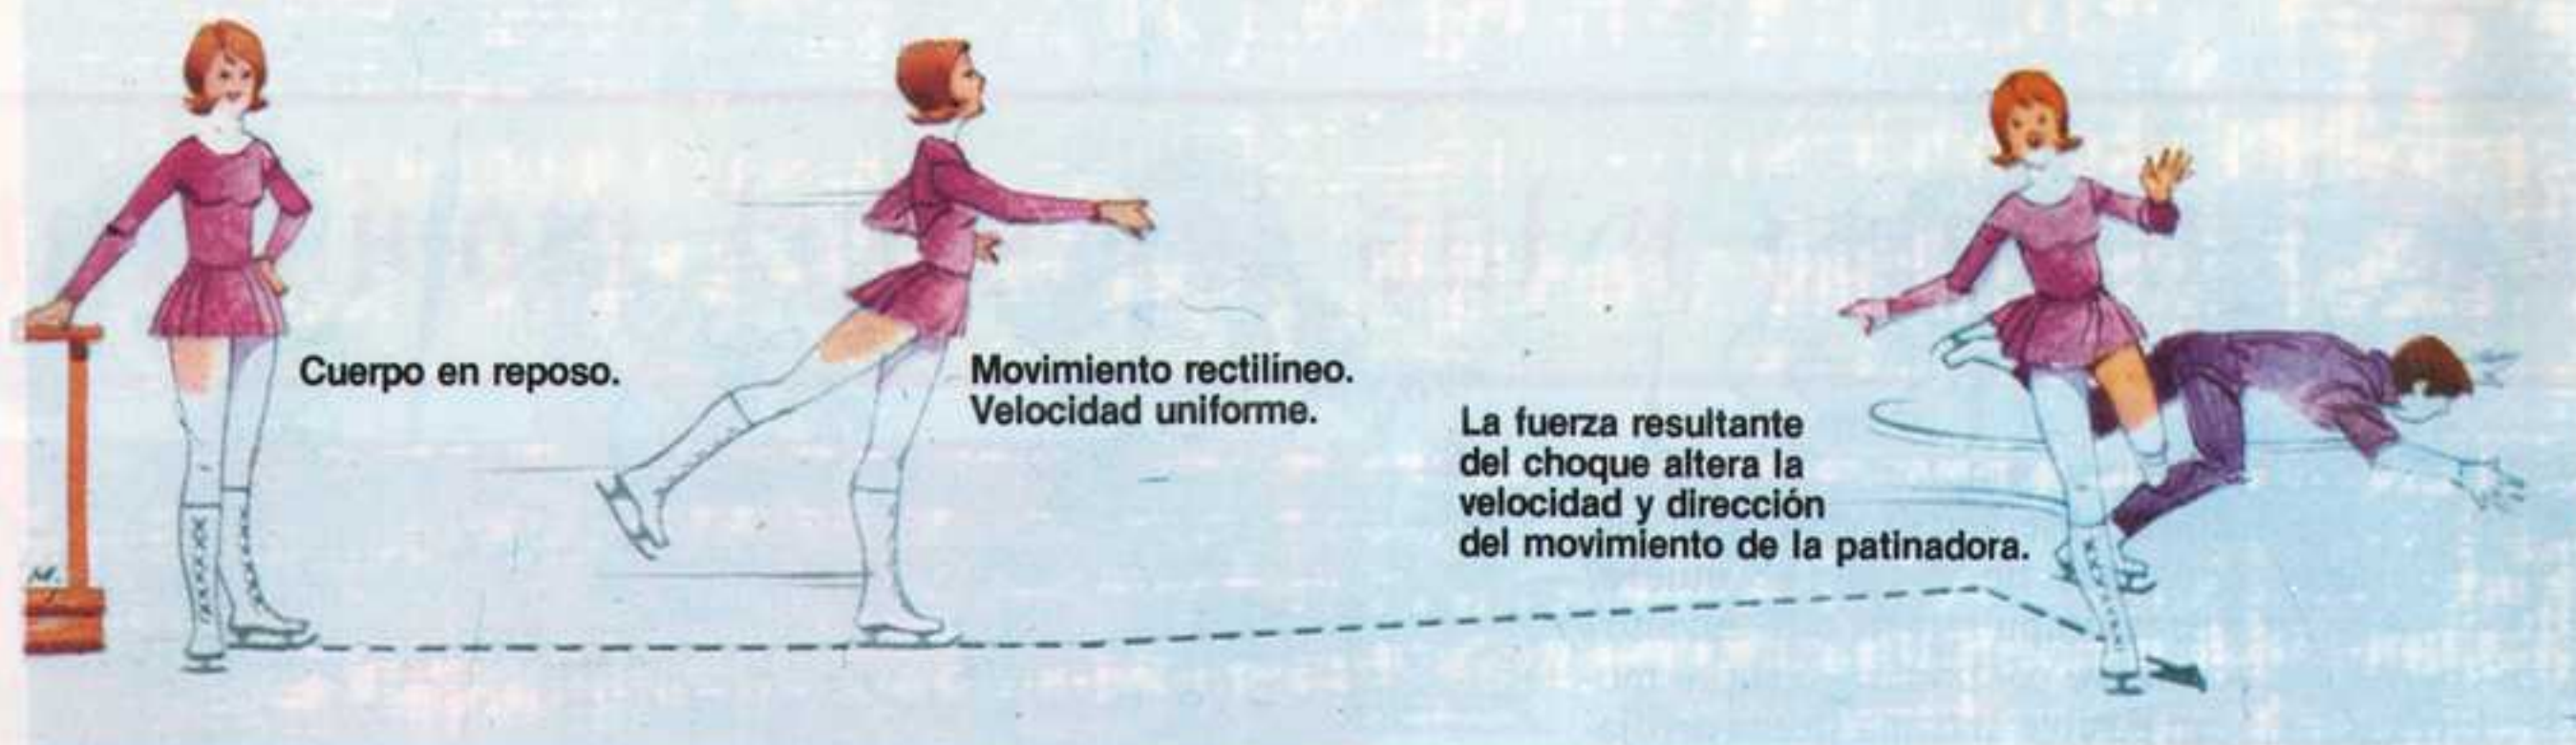 Cuerpo en reposo.
Movimiento rectilíneo.
Velocidad uniforme.
La fuerza resultante
del choque altera la
velocidad y dirección
del movimiento de la patinadora.